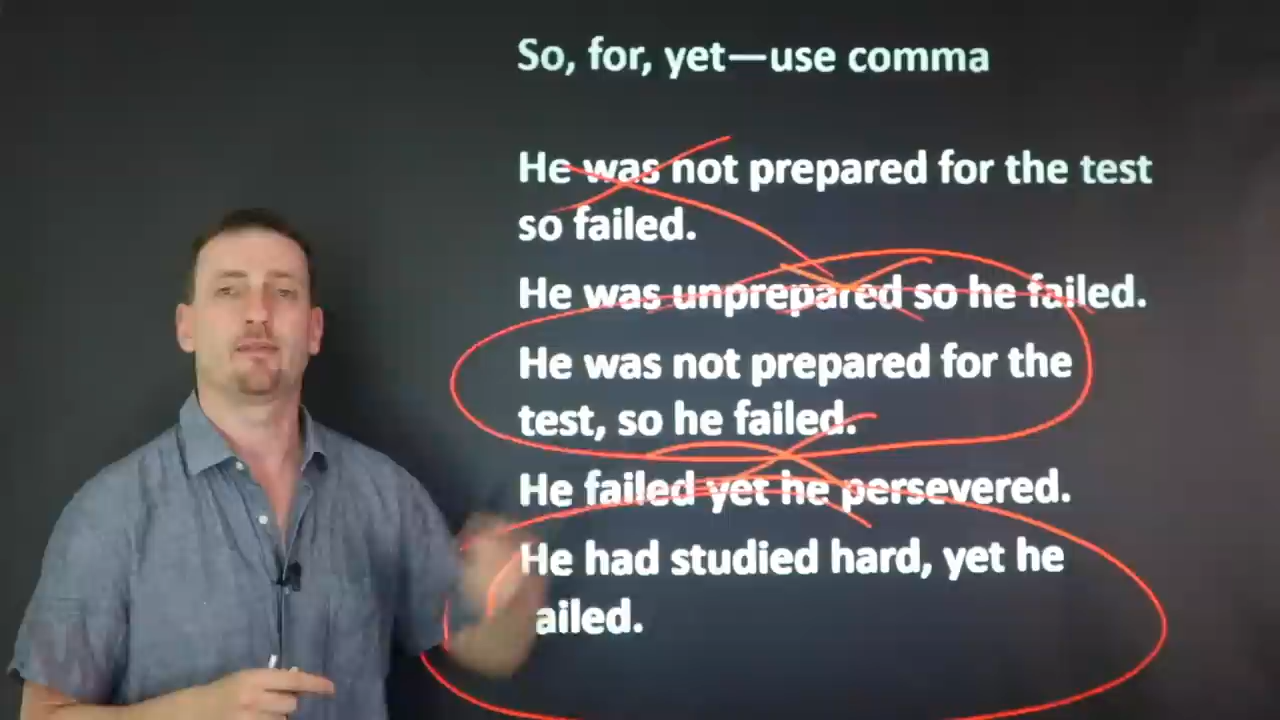 So, for, yet—use comma
He was not prepared for the test
so failed.
He was unprepared so he failed.
He was not prepared for the
test, so he failed.
He failed yet he persevered.
He had studied hard, yet he
ailed.